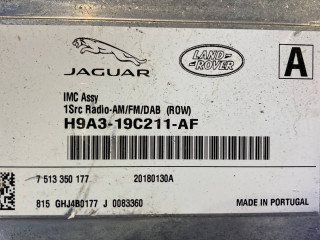 JAGUAR
LAND-
ROVER
A
IMC Assy
1Src Radio-AM/FM/DAB (ROW)
H9A3-19C211-AF
7 513 350 177 20180130A
815 GHJ4B0177 J 0083360 MADE IN PORTUGAL